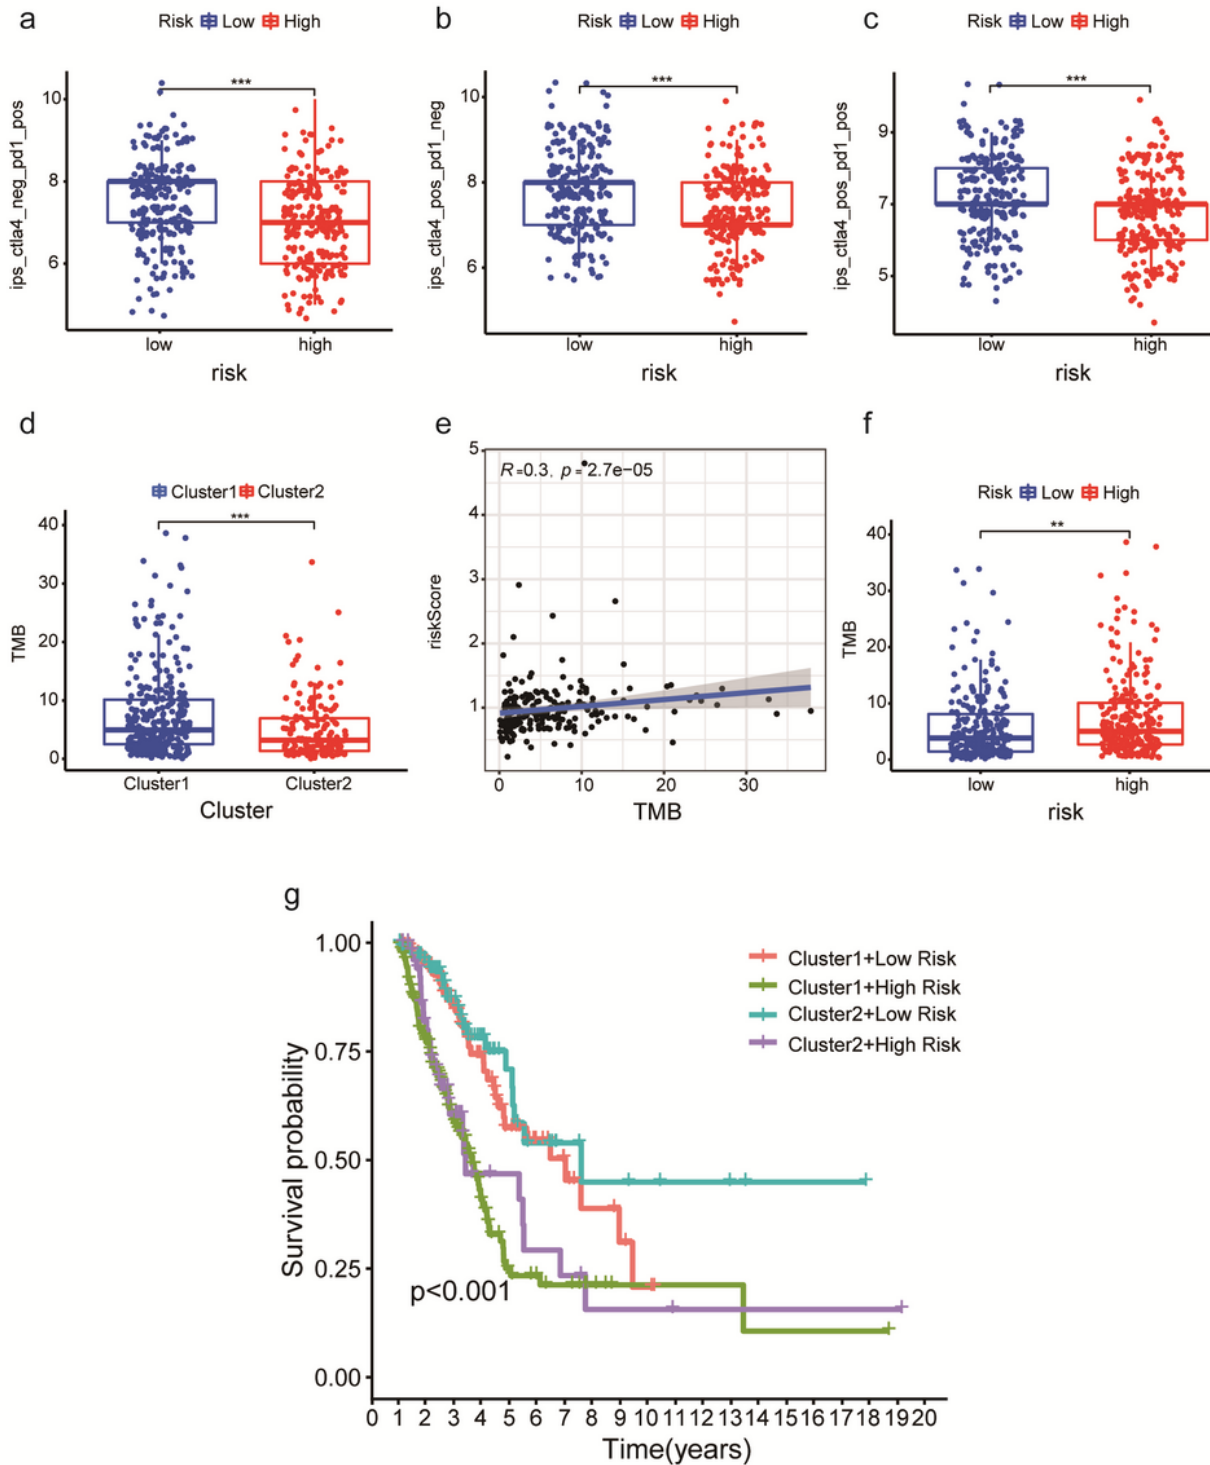 a
Risk Low High
ips_ctla4_neg_pd1_pos
10
8
6
***
low high
risk
b
Risk Low High
ips_ctla4_pos_pd1_neg
10
8
6
***
low high
risk
c
Risk Low High
ips_ctla4_pos_pd1_pos
9
7
5
***
low high
risk
d
Cluster1 Cluster2
TMB
40
30
20
10
0
***
Cluster1 Cluster2
Cluster
e
R=0.3, p = 2.7e−05
riskScore
5
4
3
2
1
0 10 20 30
TMB
f
Risk Low High
TMB
40
30
20
10
0
**
low high
risk
g
Survival probability
1.00
0.75
0.50
0.25
0.00
Cluster1+Low Risk
Cluster1+High Risk
Cluster2+Low Risk
Cluster2+High Risk
p<0.001
0 1 2 3 4 5 6 7 8 9 10 11 12 13 14 15 16 17 18 19 20
Time(years)